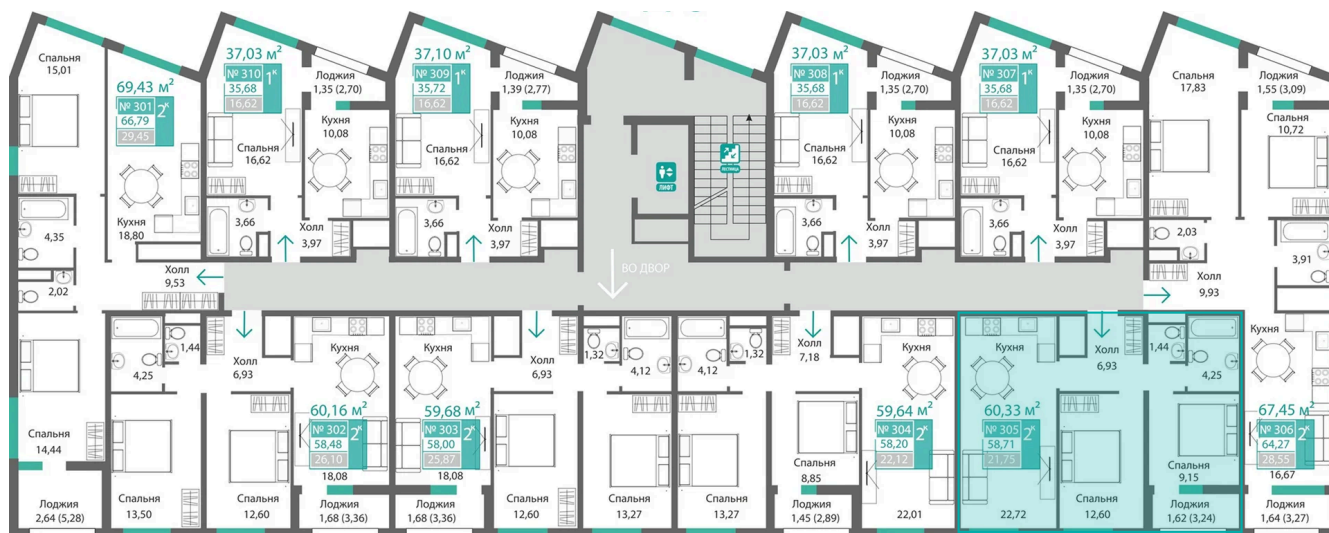 Спальня
15,01
69,43 м²
№ 301
2к
66,79
29,45
Кухня
18,80
4,35
2,02
Холл
9,53
Спальня
14,44
Лоджия
2,64 (5,28)
37,03 м²
№ 310
1к
35,68
16,62
Лоджия
1,35 (2,70)
Кухня
10,08
Спальня
16,62
3,66
Холл
3,97
37,10 м²
№ 309
1к
35,72
16,62
Лоджия
1,39 (2,77)
Кухня
10,08
Спальня
16,62
3,66
Холл
3,97
ЛИФТ
ЛЕСТНИЦА
ВО ДВОР
37,03 м²
№ 308
1к
35,68
16,62
Лоджия
1,35 (2,70)
Кухня
10,08
Спальня
16,62
3,66
Холл
3,97
37,03 м²
№ 307
1к
35,68
16,62
Лоджия
1,35 (2,70)
Кухня
10,08
Спальня
16,62
3,66
Холл
3,97
Спальня
17,83
Лоджия
1,55 (3,09)
Спальня
10,72
2,03
3,91
Холл
9,93
Кухня
67,45 м²
№ 306
2к
64,27
28,55
16,67
Лоджия
1,64 (3,27)
1,44
4,25
Холл
6,93
Кухня
60,16 м²
№ 302
2к
58,48
26,10
18,08
Спальня
13,50
Спальня
12,60
Лоджия
1,68 (3,36)
Кухня
Холл
6,93
1,32
4,12
59,68 м²
№ 303
2к
58,00
25,87
18,08
Лоджия
1,68 (3,36)
Спальня
12,60
Спальня
13,27
4,12
1,32
Холл
7,18
Кухня
59,64 м²
№ 304
2к
58,20
22,12
Спальня
8,85
Спальня
13,27
Лоджия
1,45 (2,89)
22,01
Кухня
Холл
6,93
1,44
4,25
60,33 м²
№ 305
2к
58,71
21,75
22,72
Спальня
12,60
Спальня
9,15
Лоджия
1,62 (3,24)